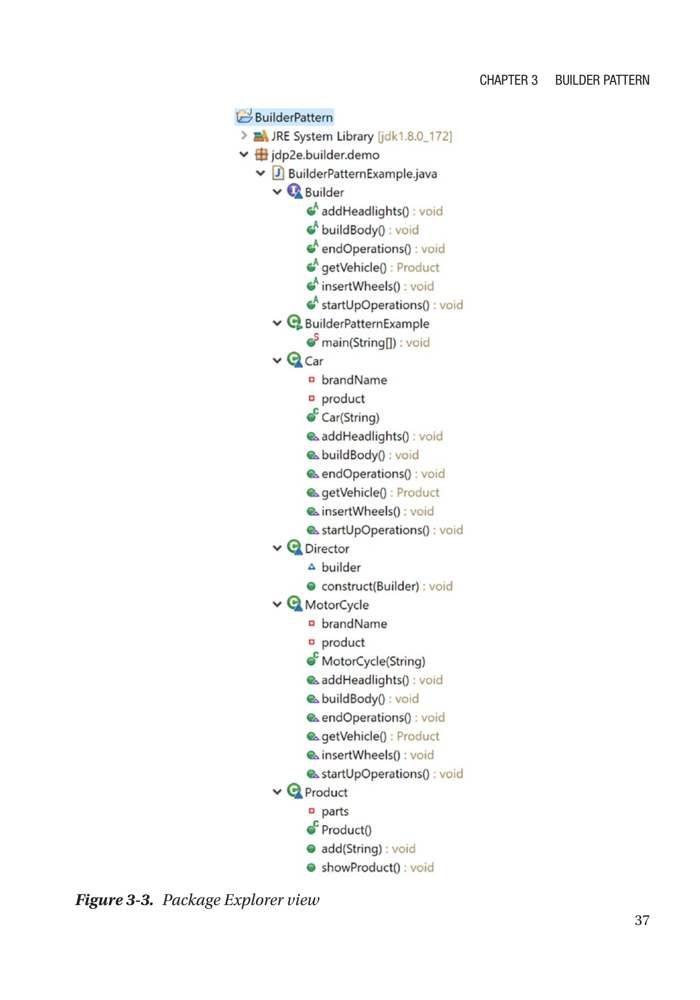 CHAPTER 3 BUILDER PATTERN
BuilderPattern
JRE System Library [jdk1.8.0_172]
jdp2e.builder.demo
BuilderPatternExample.java
Builder
addHeadlights() : void
buildBody() : void
endOperations() : void
getVehicle() : Product
insertWheels() : void
startUpOperations() : void
BuilderPatternExample
main(String[]) : void
Car
brandName
product
Car(String)
addHeadlights() : void
buildBody() : void
endOperations() : void
getVehicle() : Product
insertWheels() : void
startUpOperations() : void
Director
builder
construct(Builder) : void
MotorCycle
brandName
product
MotorCycle(String)
addHeadlights() : void
buildBody() : void
endOperations() : void
getVehicle() : Product
insertWheels() : void
startUpOperations() : void
Product
parts
Product()
add(String) : void
showProduct() : void
Figure 3-3. Package Explorer view
37